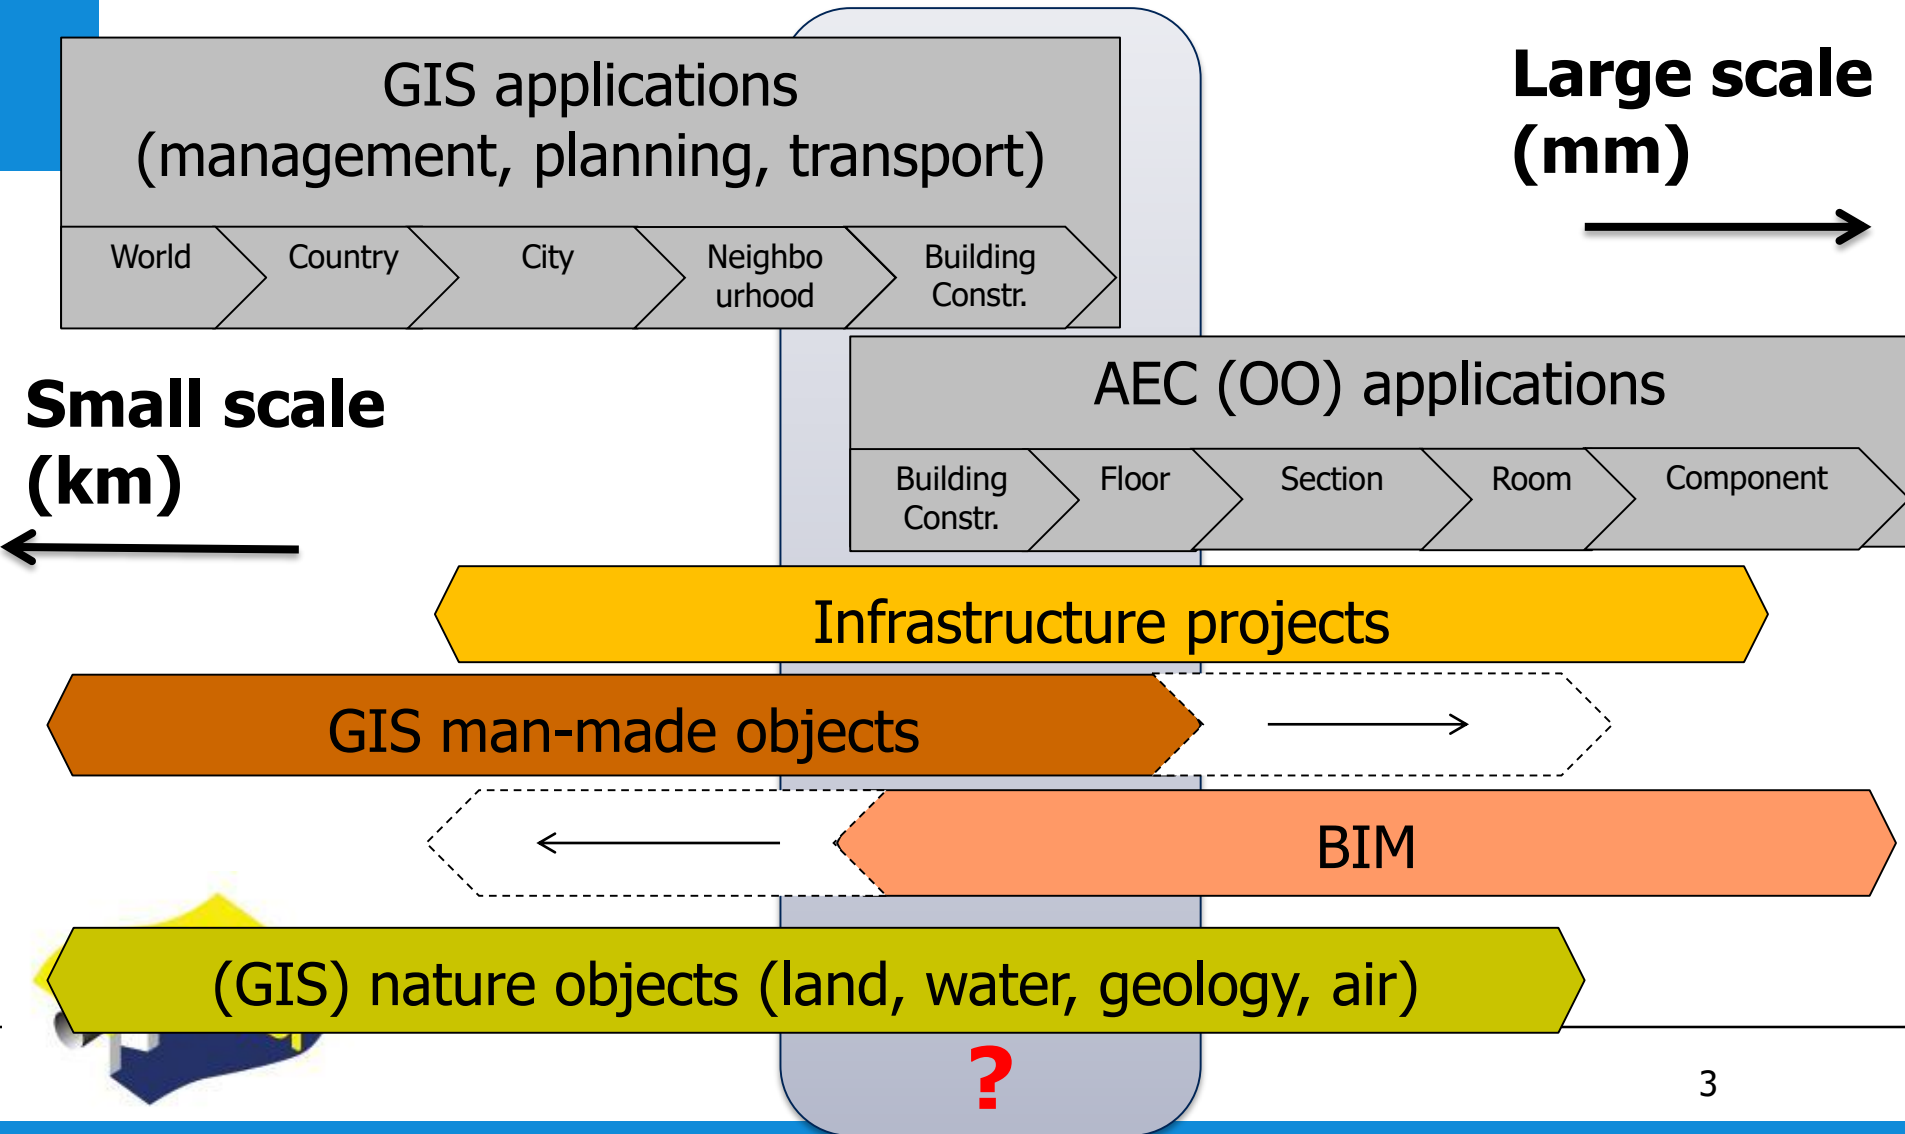 GIS applications
(management, planning, transport)
Large scale
(mm)
World
Country
City
Neighbo
urhood
Building
Constr.
AEC (OO) applications
Small scale
(km)
Building
Constr.
Floor
Section
Room
Component
Infrastructure projects
GIS man-made objects
BIM
(GIS) nature objects (land, water, geology, air)
?
3